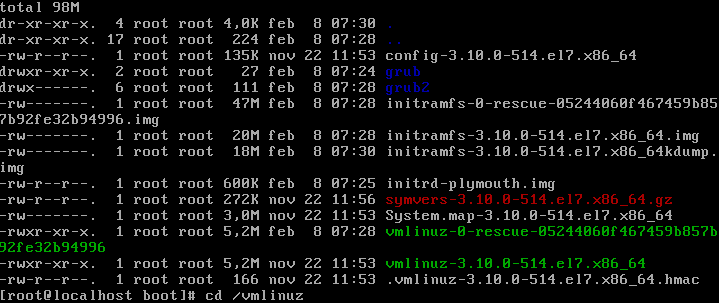 total 98M
dr-xr-xr-x.  4 root root 4,0K feb  8 07:30 .
dr-xr-xr-x. 17 root root  224 feb  8 07:28 ..
-rw-r--r--.  1 root root 135K nov 22 11:53 config-3.10.0-514.el7.x86_64
drwxr-xr-x.  2 root root   27 feb  8 07:24 grub
drwx------.  6 root root  111 feb  8 07:28 grub2
-rw-------.  1 root root  47M feb  8 07:28 initramfs-0-rescue-05244060f467459b85
7b92fe32b94996.img
-rw-------.  1 root root  20M feb  8 07:28 initramfs-3.10.0-514.el7.x86_64.img
-rw-------.  1 root root  18M feb  8 07:30 initramfs-3.10.0-514.el7.x86_64kdump.
img
-rw-r--r--.  1 root root 600K feb  8 07:25 initrd-plymouth.img
-rw-r--r--.  1 root root 272K nov 22 11:56 symvers-3.10.0-514.el7.x86_64.gz
-rw-------.  1 root root 3,0M nov 22 11:53 System.map-3.10.0-514.el7.x86_64
-rwxr-xr-x.  1 root root 5,2M feb  8 07:28 vmlinuz-0-rescue-05244060f467459b857b
92fe32b94996
-rwxr-xr-x.  1 root root 5,2M nov 22 11:53 vmlinuz-3.10.0-514.el7.x86_64
-rw-r--r--.  1 root root  166 nov 22 11:53 .vmlinuz-3.10.0-514.el7.x86_64.hmac
[root@localhost boot]# cd /vmlinuz